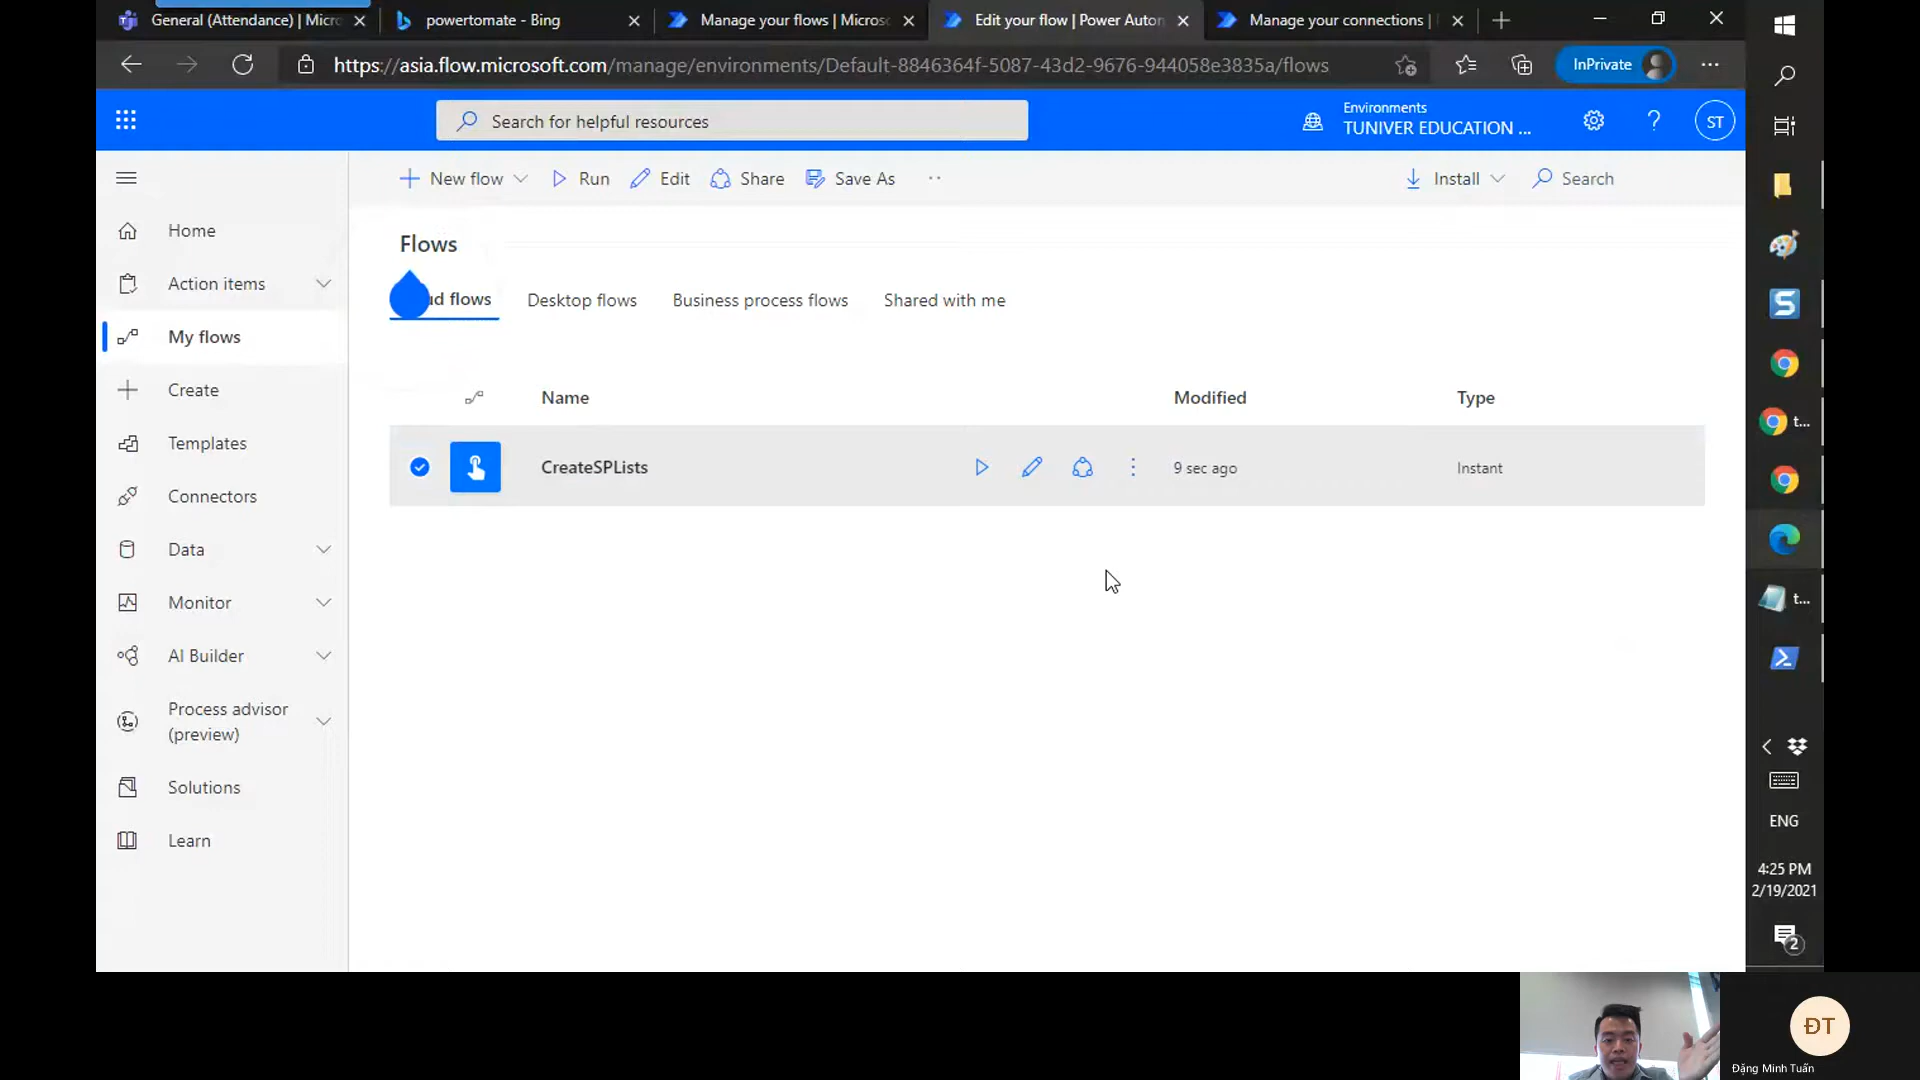 General (Attendance) | Micro
powertomate - Bing
Manage your flows | Microso
Edit your flow | Power Autom
Manage your connections |
https://asia.flow.microsoft.com/manage/environments/Default-8846364f-5087-43d2-9676-944058e3835a/flows
InPrivate
Search for helpful resources
Environments
TUNIVER EDUCATION ...
ST
New flow
Run
Edit
Share
Save As
Install
Search
Home
Action items
My flows
Create
Templates
Connectors
Data
Monitor
AI Builder
Process advisor
(preview)
Solutions
Learn
Flows
ud flows
Desktop flows
Business process flows
Shared with me
Name
Modified
Type
CreateSPLists
9 sec ago
Instant
t...
t...
ENG
4:25 PM
2/19/2021
2
ĐT
Đặng Minh Tuấn